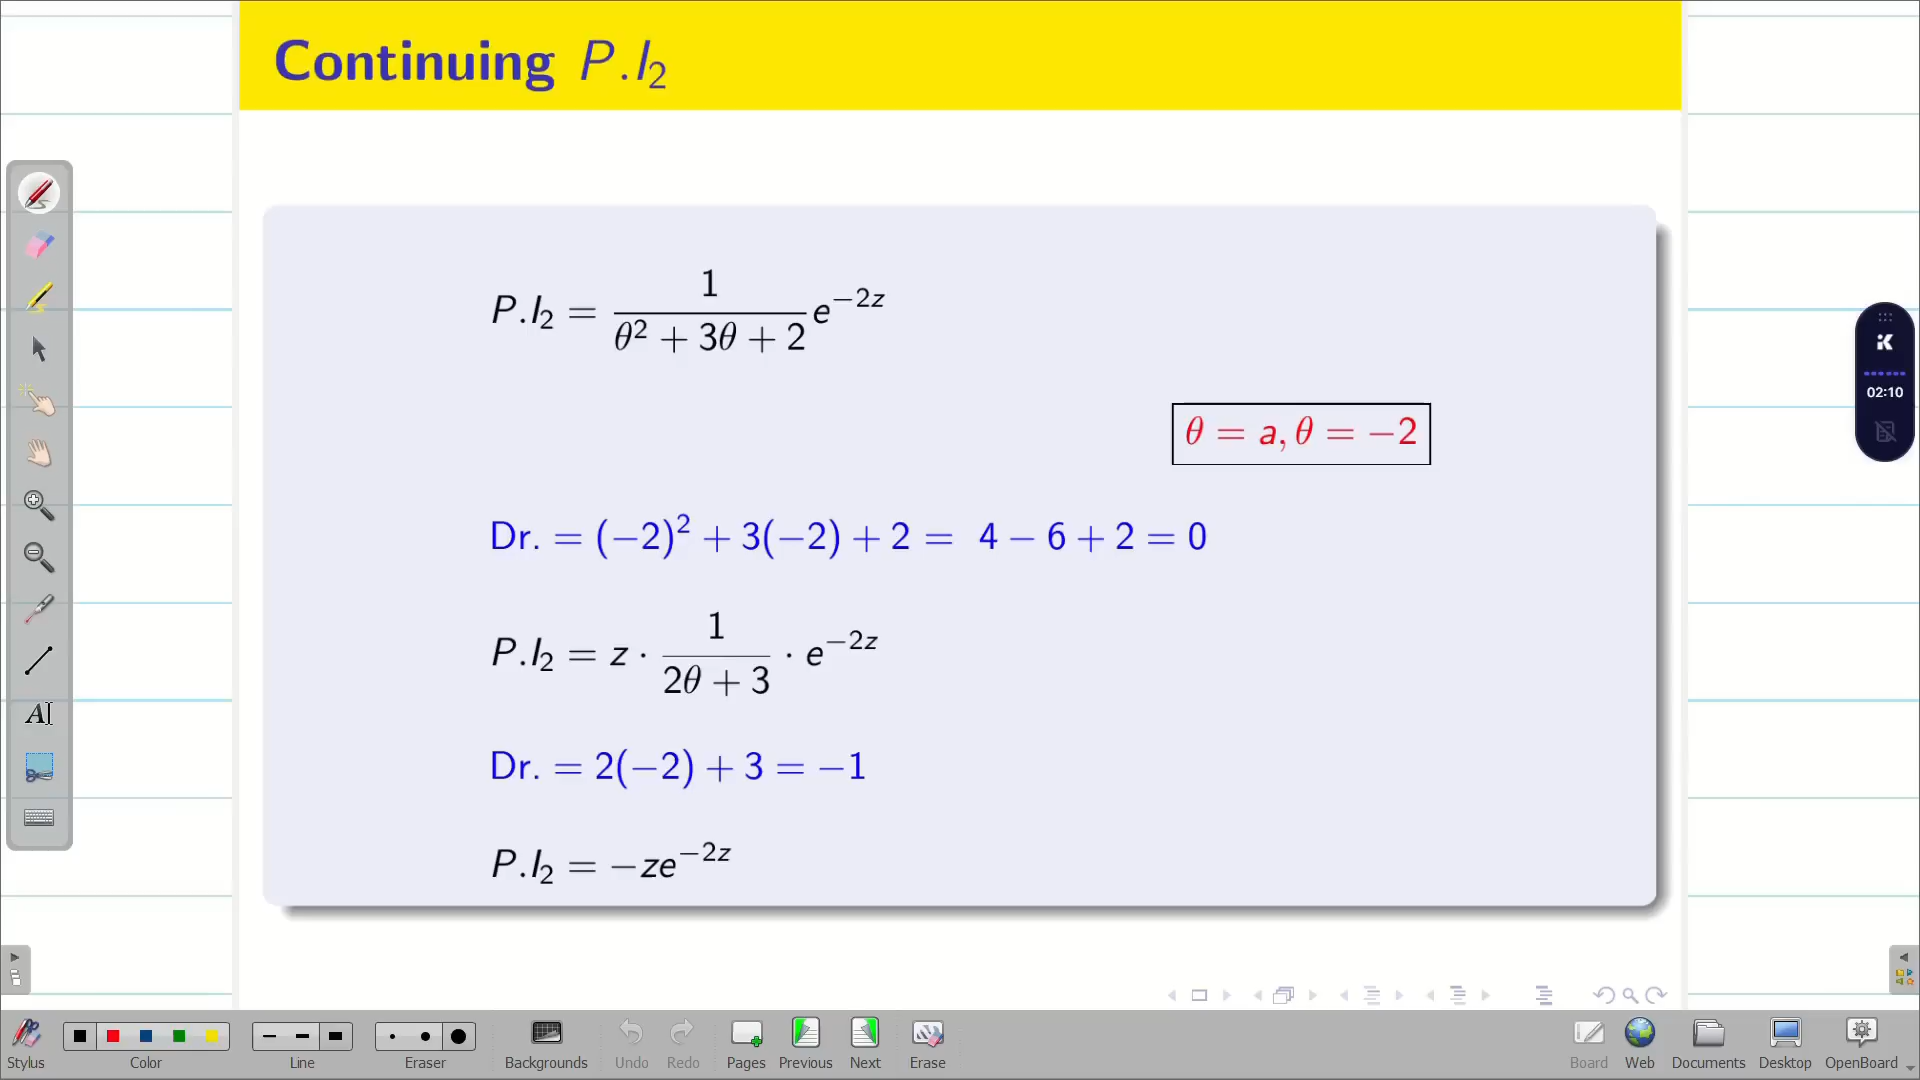 Continuing P.I₂
P.I₂ = 1/(θ² + 3θ + 2) e^(−2z)
θ = a, θ = −2
Dr. = (−2)² + 3(−2) + 2 = 4 − 6 + 2 = 0
P.I₂ = z · 1/(2θ + 3) · e^(−2z)
Dr. = 2(−2) + 3 = −1
P.I₂ = −ze^(−2z)
02:10
AI
Stylus Color Line Eraser Backgrounds Undo Redo Pages Previous Next Erase Board Web Documents Desktop OpenBoard